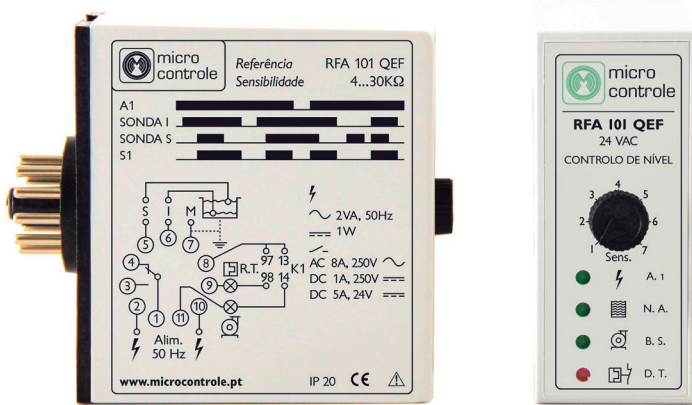 micro
controle
Referência RFA 101 QEF
Sensibilidade 4...30KΩ
A1
SONDA I
SONDA S
S1
S I M
5 6 7
2VA, 50Hz
1W
8 97 13
4 R.T. K1
9 98 14
3
AC 8A, 250V
DC 1A, 250V
DC 5A, 24V
2 1 11 10
Alim.
50 Hz
www.microcontrole.pt IP 20 CE
micro
controle
RFA 101 QEF
24 VAC
CONTROLO DE NÍVEL
1 2 3 4 5 6 7
Sens.
A. 1
N. A.
B. S.
D. T.